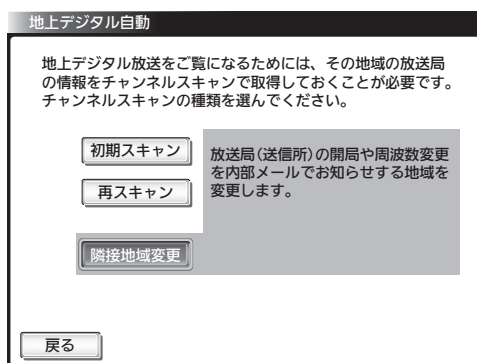 地上デジタル自動
地上デジタル放送をご覧になるためには、その地域の放送局
の情報をチャンネルスキャンで取得しておくことが必要です。
チャンネルスキャンの種類を選んでください。
初期スキャン
再スキャン
隣接地域変更
放送局（送信所）の開局や周波数変更
を内部メールでお知らせする地域を
変更します。
戻る